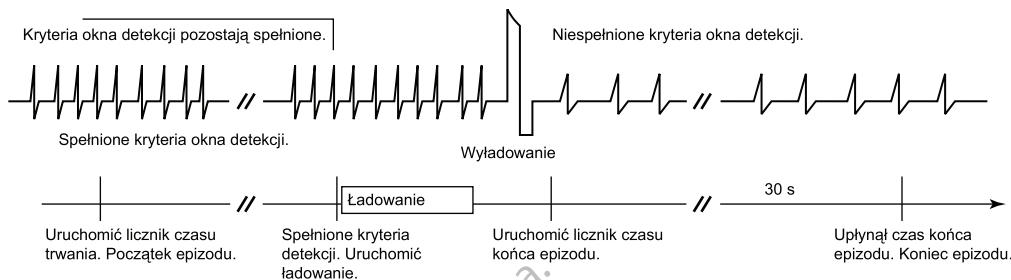 Kryteria okna detekcji pozostają spełnione.
Niespełnione kryteria okna detekcji.
Spełnione kryteria okna detekcji.
Wyładowanie
Ładowanie
30 s
Uruchomić licznik czasu
trwania. Początek epizodu.
Spełnione kryteria
detekcji. Uruchomić
ładowanie.
Uruchomić licznik czasu
końca epizodu.
Upłynął czas końca
epizodu. Koniec epizodu.